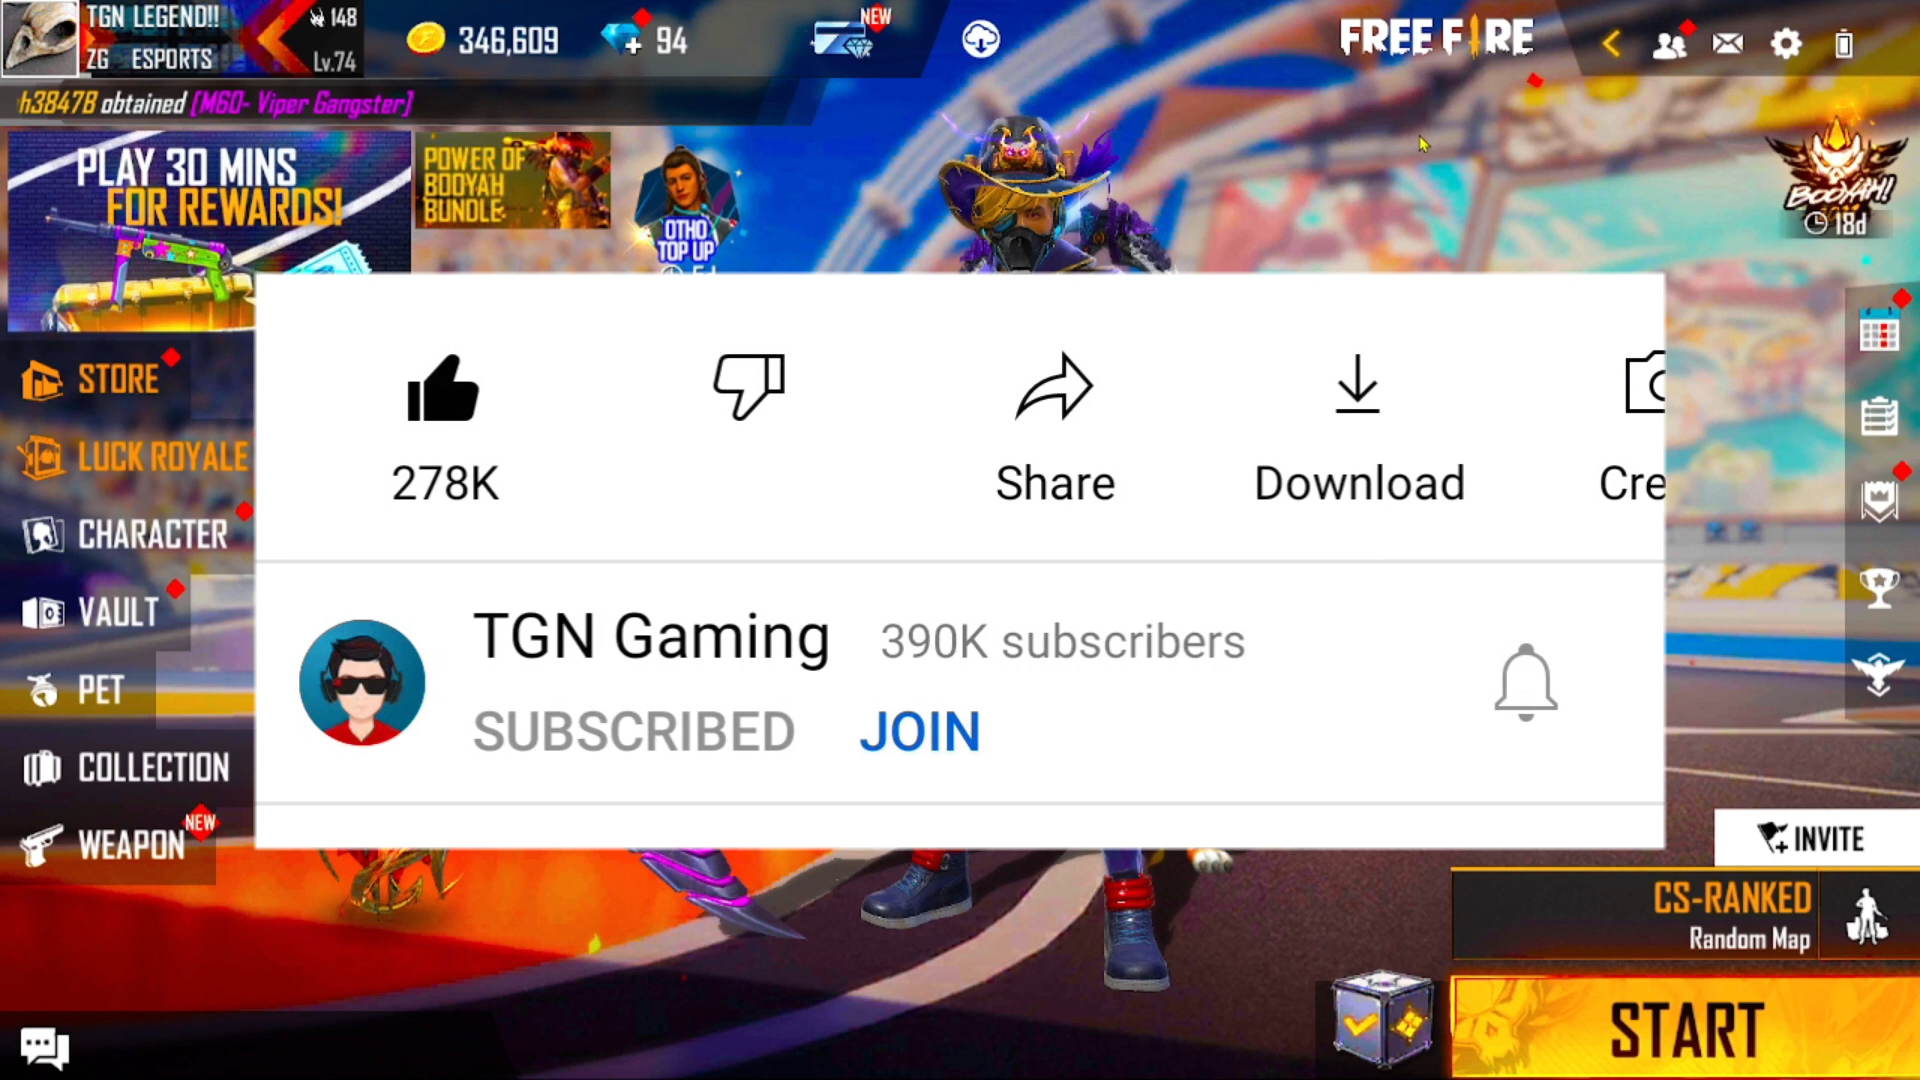 TGN LEGEND!!
148
ZG ESPORTS
Lv.74
346,609
94
NEW
FREE FIRE
h38478 obtained [M60- Viper Gangster]
PLAY 30 MINS
FOR REWARDS!
POWER OF
BOOYAH
BUNDLE
OTHO
TOP UP
BOOYAH!
18d
STORE
LUCK ROYALE
CHARACTER
VAULT
PET
COLLECTION
WEAPON
NEW
278K
Share
Download
Cre
TGN Gaming
390K subscribers
SUBSCRIBED
JOIN
INVITE
CS-RANKED
Random Map
START